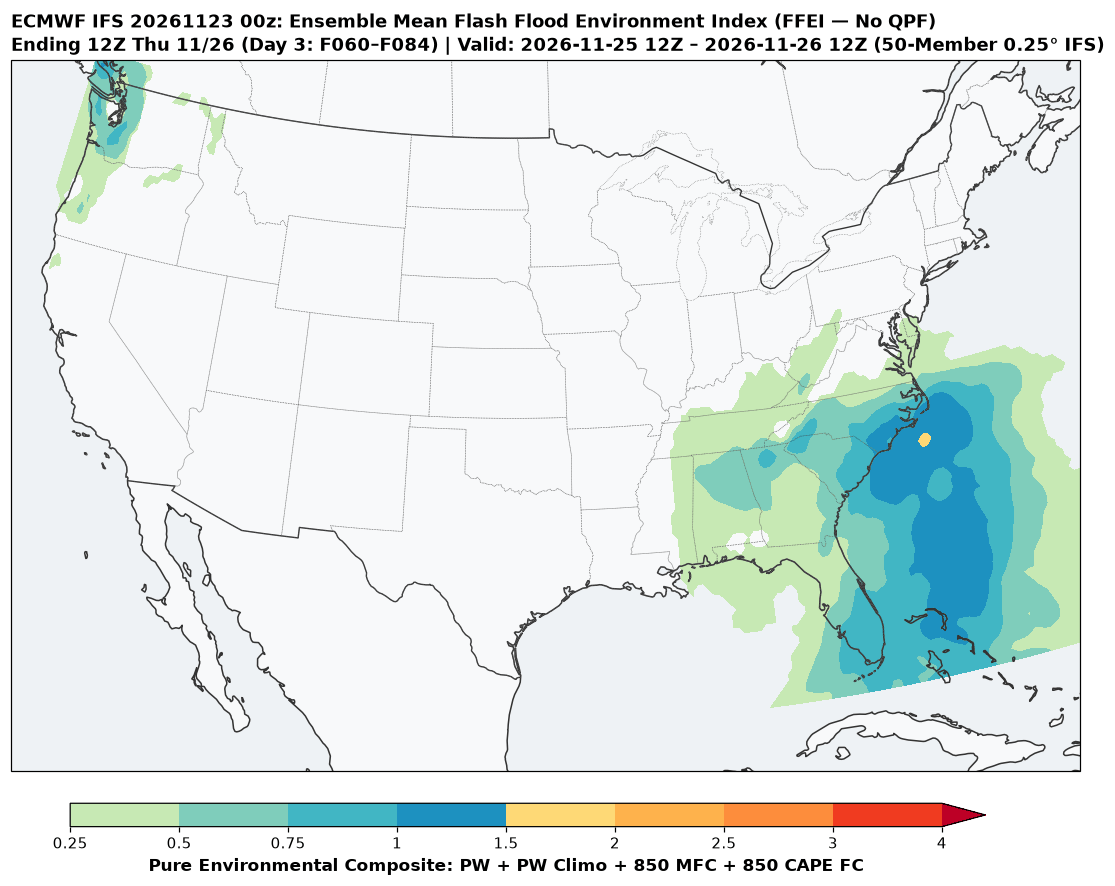 ECMWF IFS 20261123 00z: Ensemble Mean Flash Flood Environment Index (FFEI — No QPF)
Ending 12Z Thu 11/26 (Day 3: F060–F084) | Valid: 2026-11-25 12Z – 2026-11-26 12Z (50-Member 0.25° IFS)
0.25 0.5 0.75 1 1.5 2 2.5 3 4
Pure Environmental Composite: PW + PW Climo + 850 MFC + 850 CAPE FC